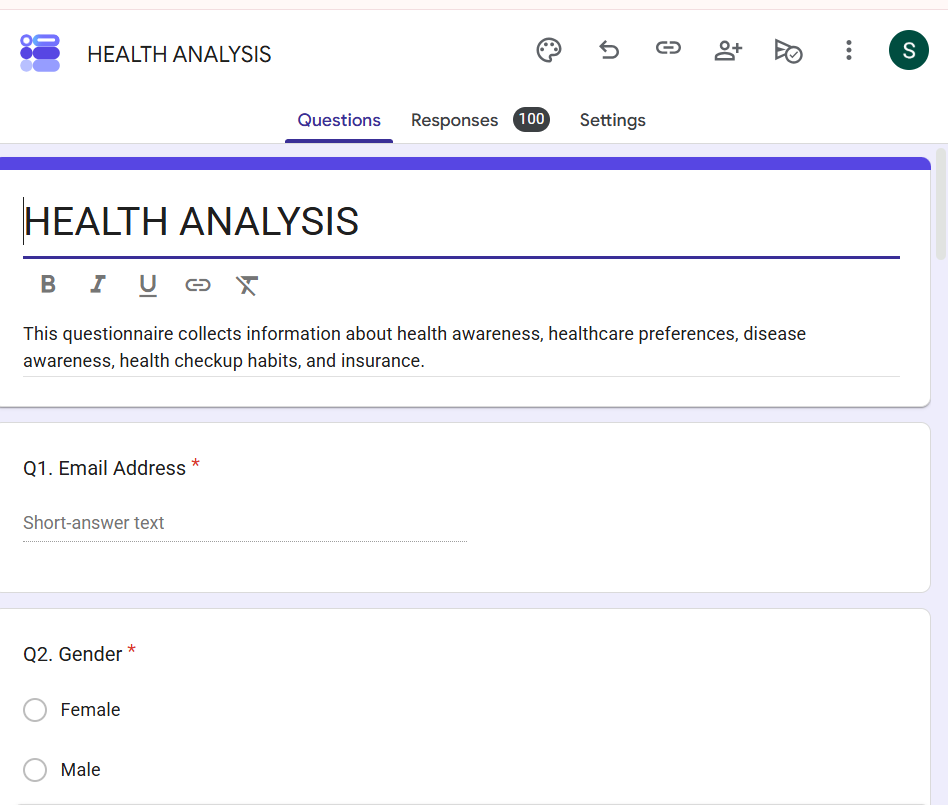 HEALTH ANALYSIS
S
Questions
Responses 100
Settings
HEALTH ANALYSIS
B I U
This questionnaire collects information about health awareness, healthcare preferences, disease
awareness, health checkup habits, and insurance.
Q1. Email Address *
Short-answer text
Q2. Gender *
Female
Male